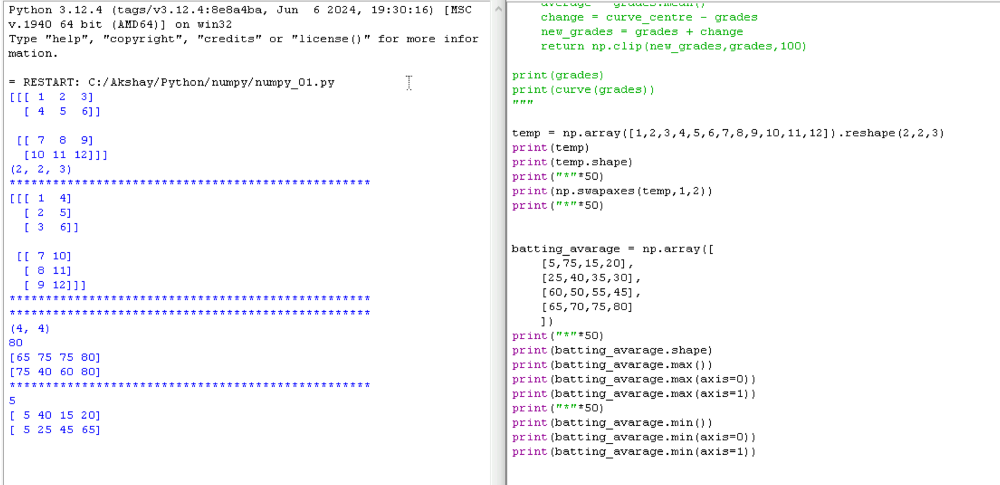 Python 3.12.4 (tags/v3.12.4:8e8a4ba, Jun  6 2024, 19:30:16) [MSC
v.1940 64 bit (AMD64)] on win32
Type "help", "copyright", "credits" or "license()" for more infor
mation.
= RESTART: C:/Akshay/Python/numpy/numpy_01.py
[[[ 1  2  3]
  [ 4  5  6]]
 [[ 7  8  9]
  [10 11 12]]]
(2, 2, 3)
**************************************************
[[[ 1  4]
  [ 2  5]
  [ 3  6]]
 [[ 7 10]
  [ 8 11]
  [ 9 12]]]
**************************************************
**************************************************
(4, 4)
80
[65 75 75 80]
[75 40 60 80]
**************************************************
5
[ 5 40 15 20]
[ 5 25 45 65]
    average = grades.mean()
    change = curve_centre - grades
    new_grades = grades + change
    return np.clip(new_grades,grades,100)
print(grades)
print(curve(grades))
"""
temp = np.array([1,2,3,4,5,6,7,8,9,10,11,12]).reshape(2,2,3)
print(temp)
print(temp.shape)
print("*"*50)
print(np.swapaxes(temp,1,2))
print("*"*50)
batting_avarage = np.array([
    [5,75,15,20],
    [25,40,35,30],
    [60,50,55,45],
    [65,70,75,80]
    ])
print("*"*50)
print(batting_avarage.shape)
print(batting_avarage.max())
print(batting_avarage.max(axis=0))
print(batting_avarage.max(axis=1))
print("*"*50)
print(batting_avarage.min())
print(batting_avarage.min(axis=0))
print(batting_avarage.min(axis=1))